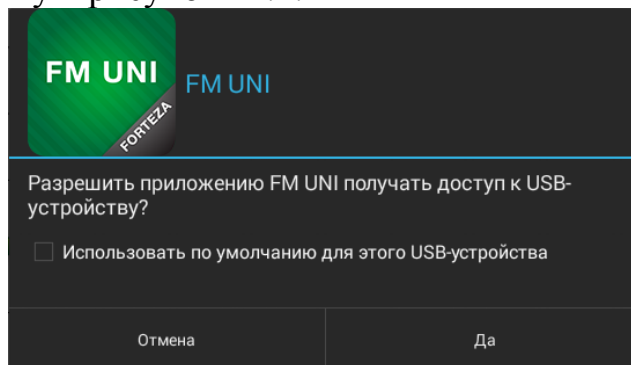 FM UNI
FORTEZA
FM UNI
Разрешить приложению FM UNI получать доступ к USB-
устройству?
Использовать по умолчанию для этого USB-устройства
Отмена
Да